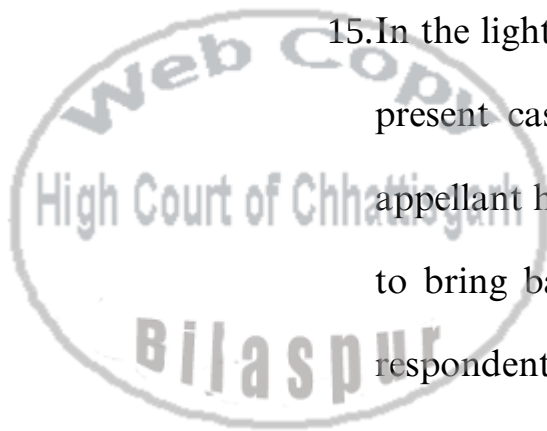 Web Copy
15.In the light
present cas
High Court of Chhattisgarh
appellant h
to bring ba
Bilaspur
respondent